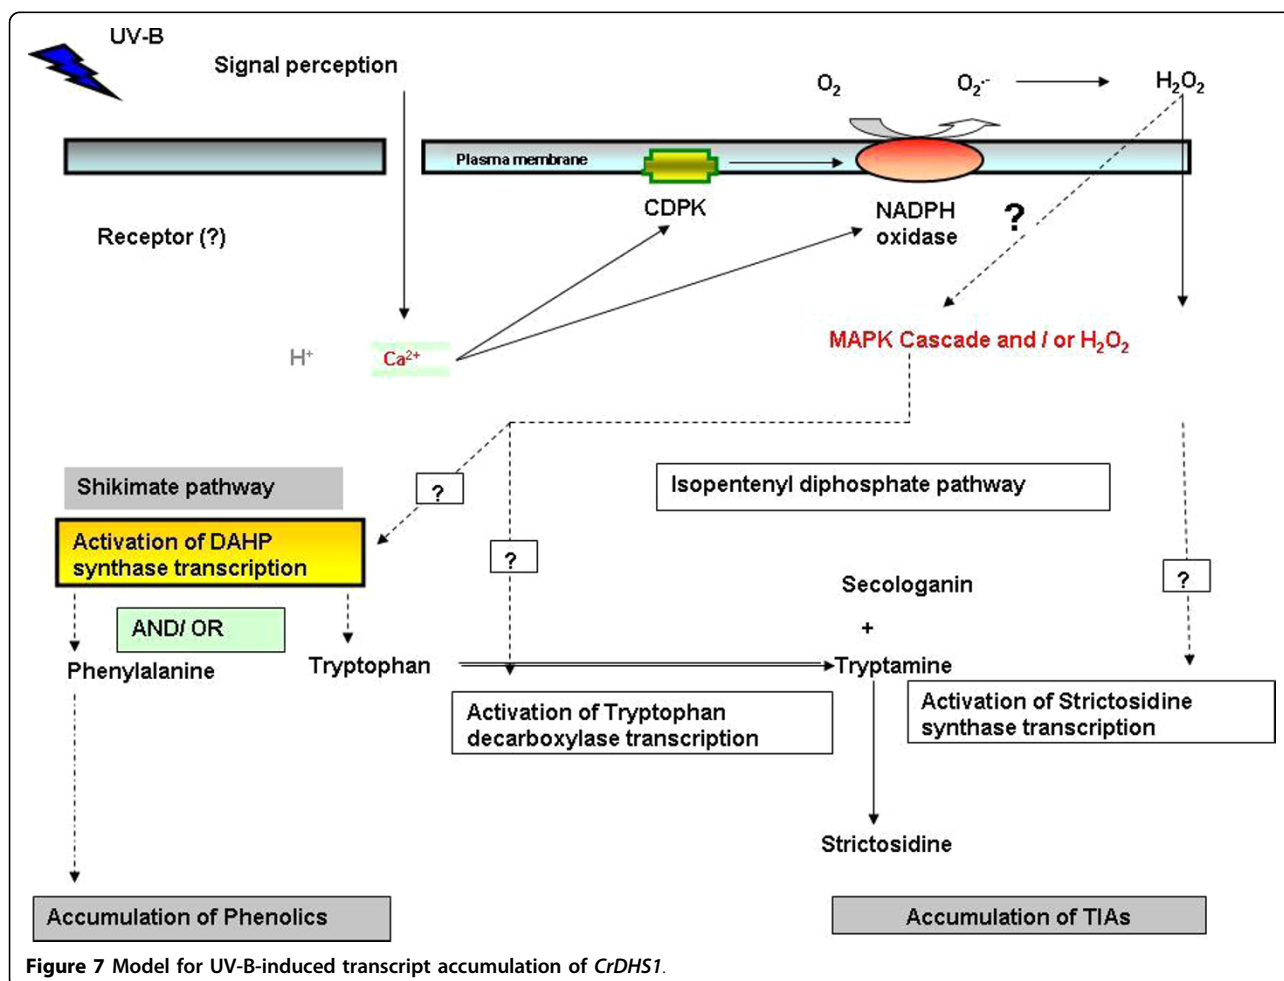 UV-B
Signal perception
O₂
O₂·⁻
H₂O₂
Plasma membrane
CDPK
NADPH
oxidase
?
Receptor (?)
H⁺
Ca²⁺
MAPK Cascade and / or H₂O₂
Shikimate pathway
?
Isopentenyl diphosphate pathway
Activation of DAHP
synthase transcription
?
?
Secologanin
+
AND/ OR
Phenylalanine
Tryptophan
Tryptamine
Activation of Tryptophan
decarboxylase transcription
Activation of Strictosidine
synthase transcription
Strictosidine
Accumulation of Phenolics
Accumulation of TIAs
Figure 7 Model for UV-B-induced transcript accumulation of CrDHS1.